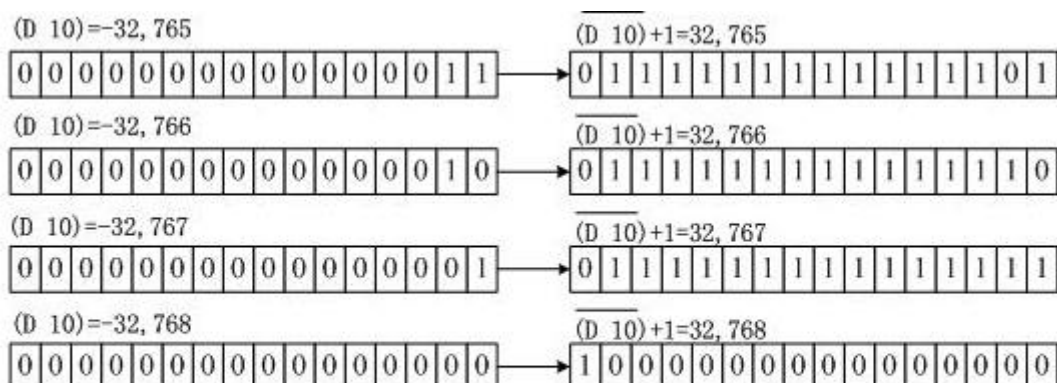 (D 10)=-32,765 (D 10)+1=32,765
0 0 0 0 0 0 0 0 0 0 0 0 0 0 1 1 0 1 1 1 1 1 1 1 1 1 1 1 1 1 0 1
(D 10)=-32,766 (D 10)+1=32,766
0 0 0 0 0 0 0 0 0 0 0 0 0 0 1 0 0 1 1 1 1 1 1 1 1 1 1 1 1 1 1 0
(D 10)=-32,767 (D 10)+1=32,767
0 0 0 0 0 0 0 0 0 0 0 0 0 0 0 1 0 1 1 1 1 1 1 1 1 1 1 1 1 1 1 1
(D 10)=-32,768 (D 10)+1=32,768
0 0 0 0 0 0 0 0 0 0 0 0 0 0 0 0 1 0 0 0 0 0 0 0 0 0 0 0 0 0 0 0